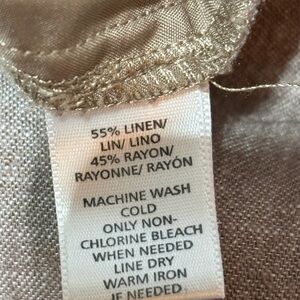 55% LINEN/
LIN/ LINO
45% RAYON/
RAYONNE/ RAYÓN
MACHINE WASH
COLD
ONLY NON-
CHLORINE BLEACH
WHEN NEEDED
LINE DRY
WARM IRON
IF NEEDED